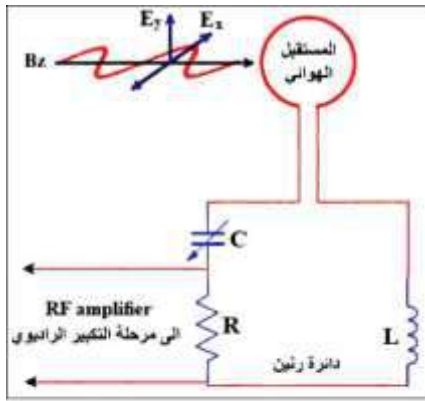 Ey
Ex
Bz
المستقبل
الهوائي
C
RF amplifier
الى مرحلة التكبير الراديوي
R
L
دائرة رنين